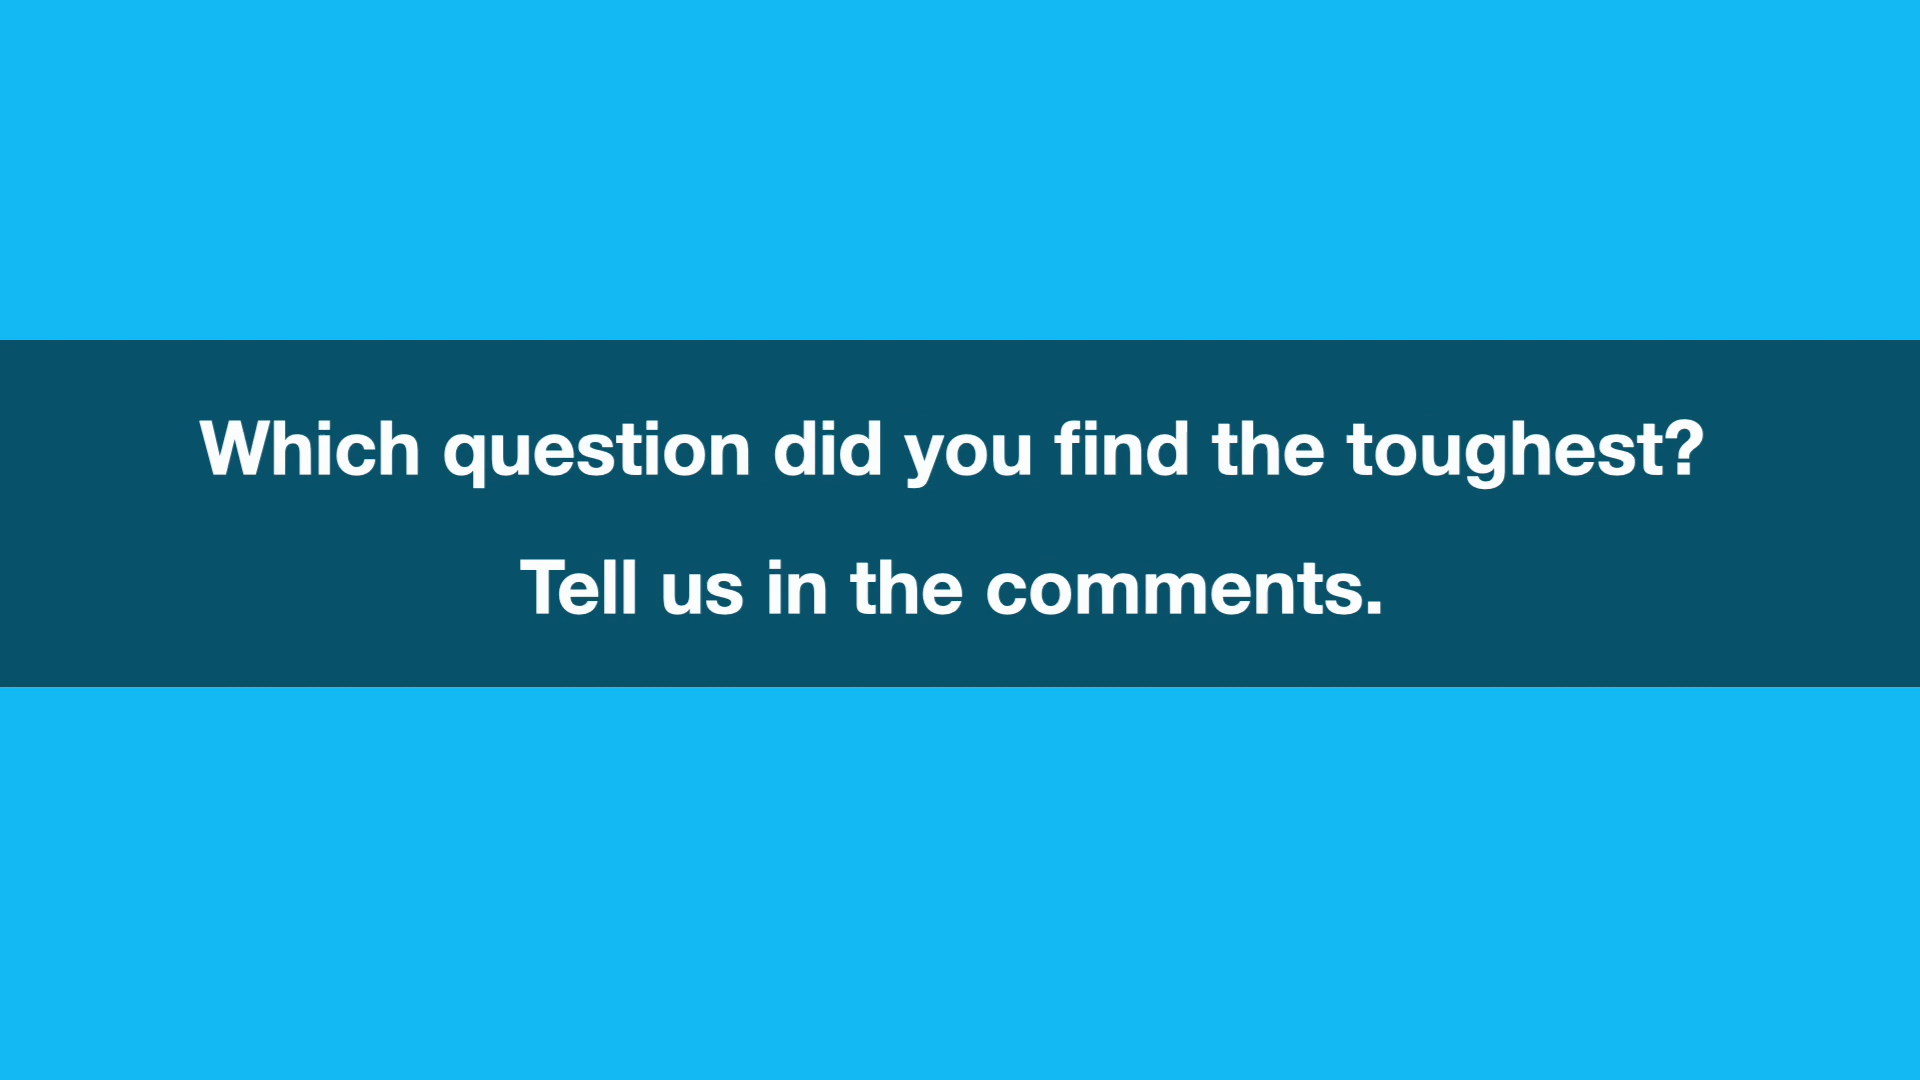 Which question did you find the toughest?
Tell us in the comments.